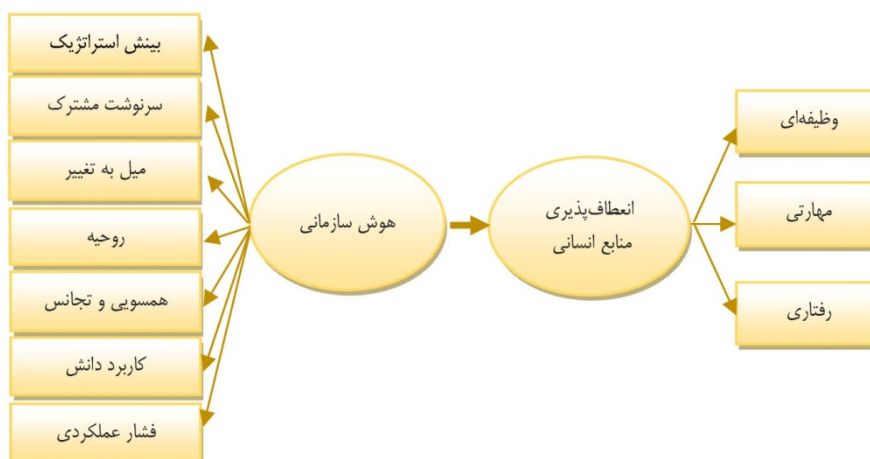 بینش استراتژیک
سرنوشت مشترک
میل به تغییر
روحیه
همسویی و تجانس
کاربرد دانش
فشار عملکردی
هوش سازمانی
انعطاف‌پذیری
منابع انسانی
وظیفه‌ای
مهارتی
رفتاری